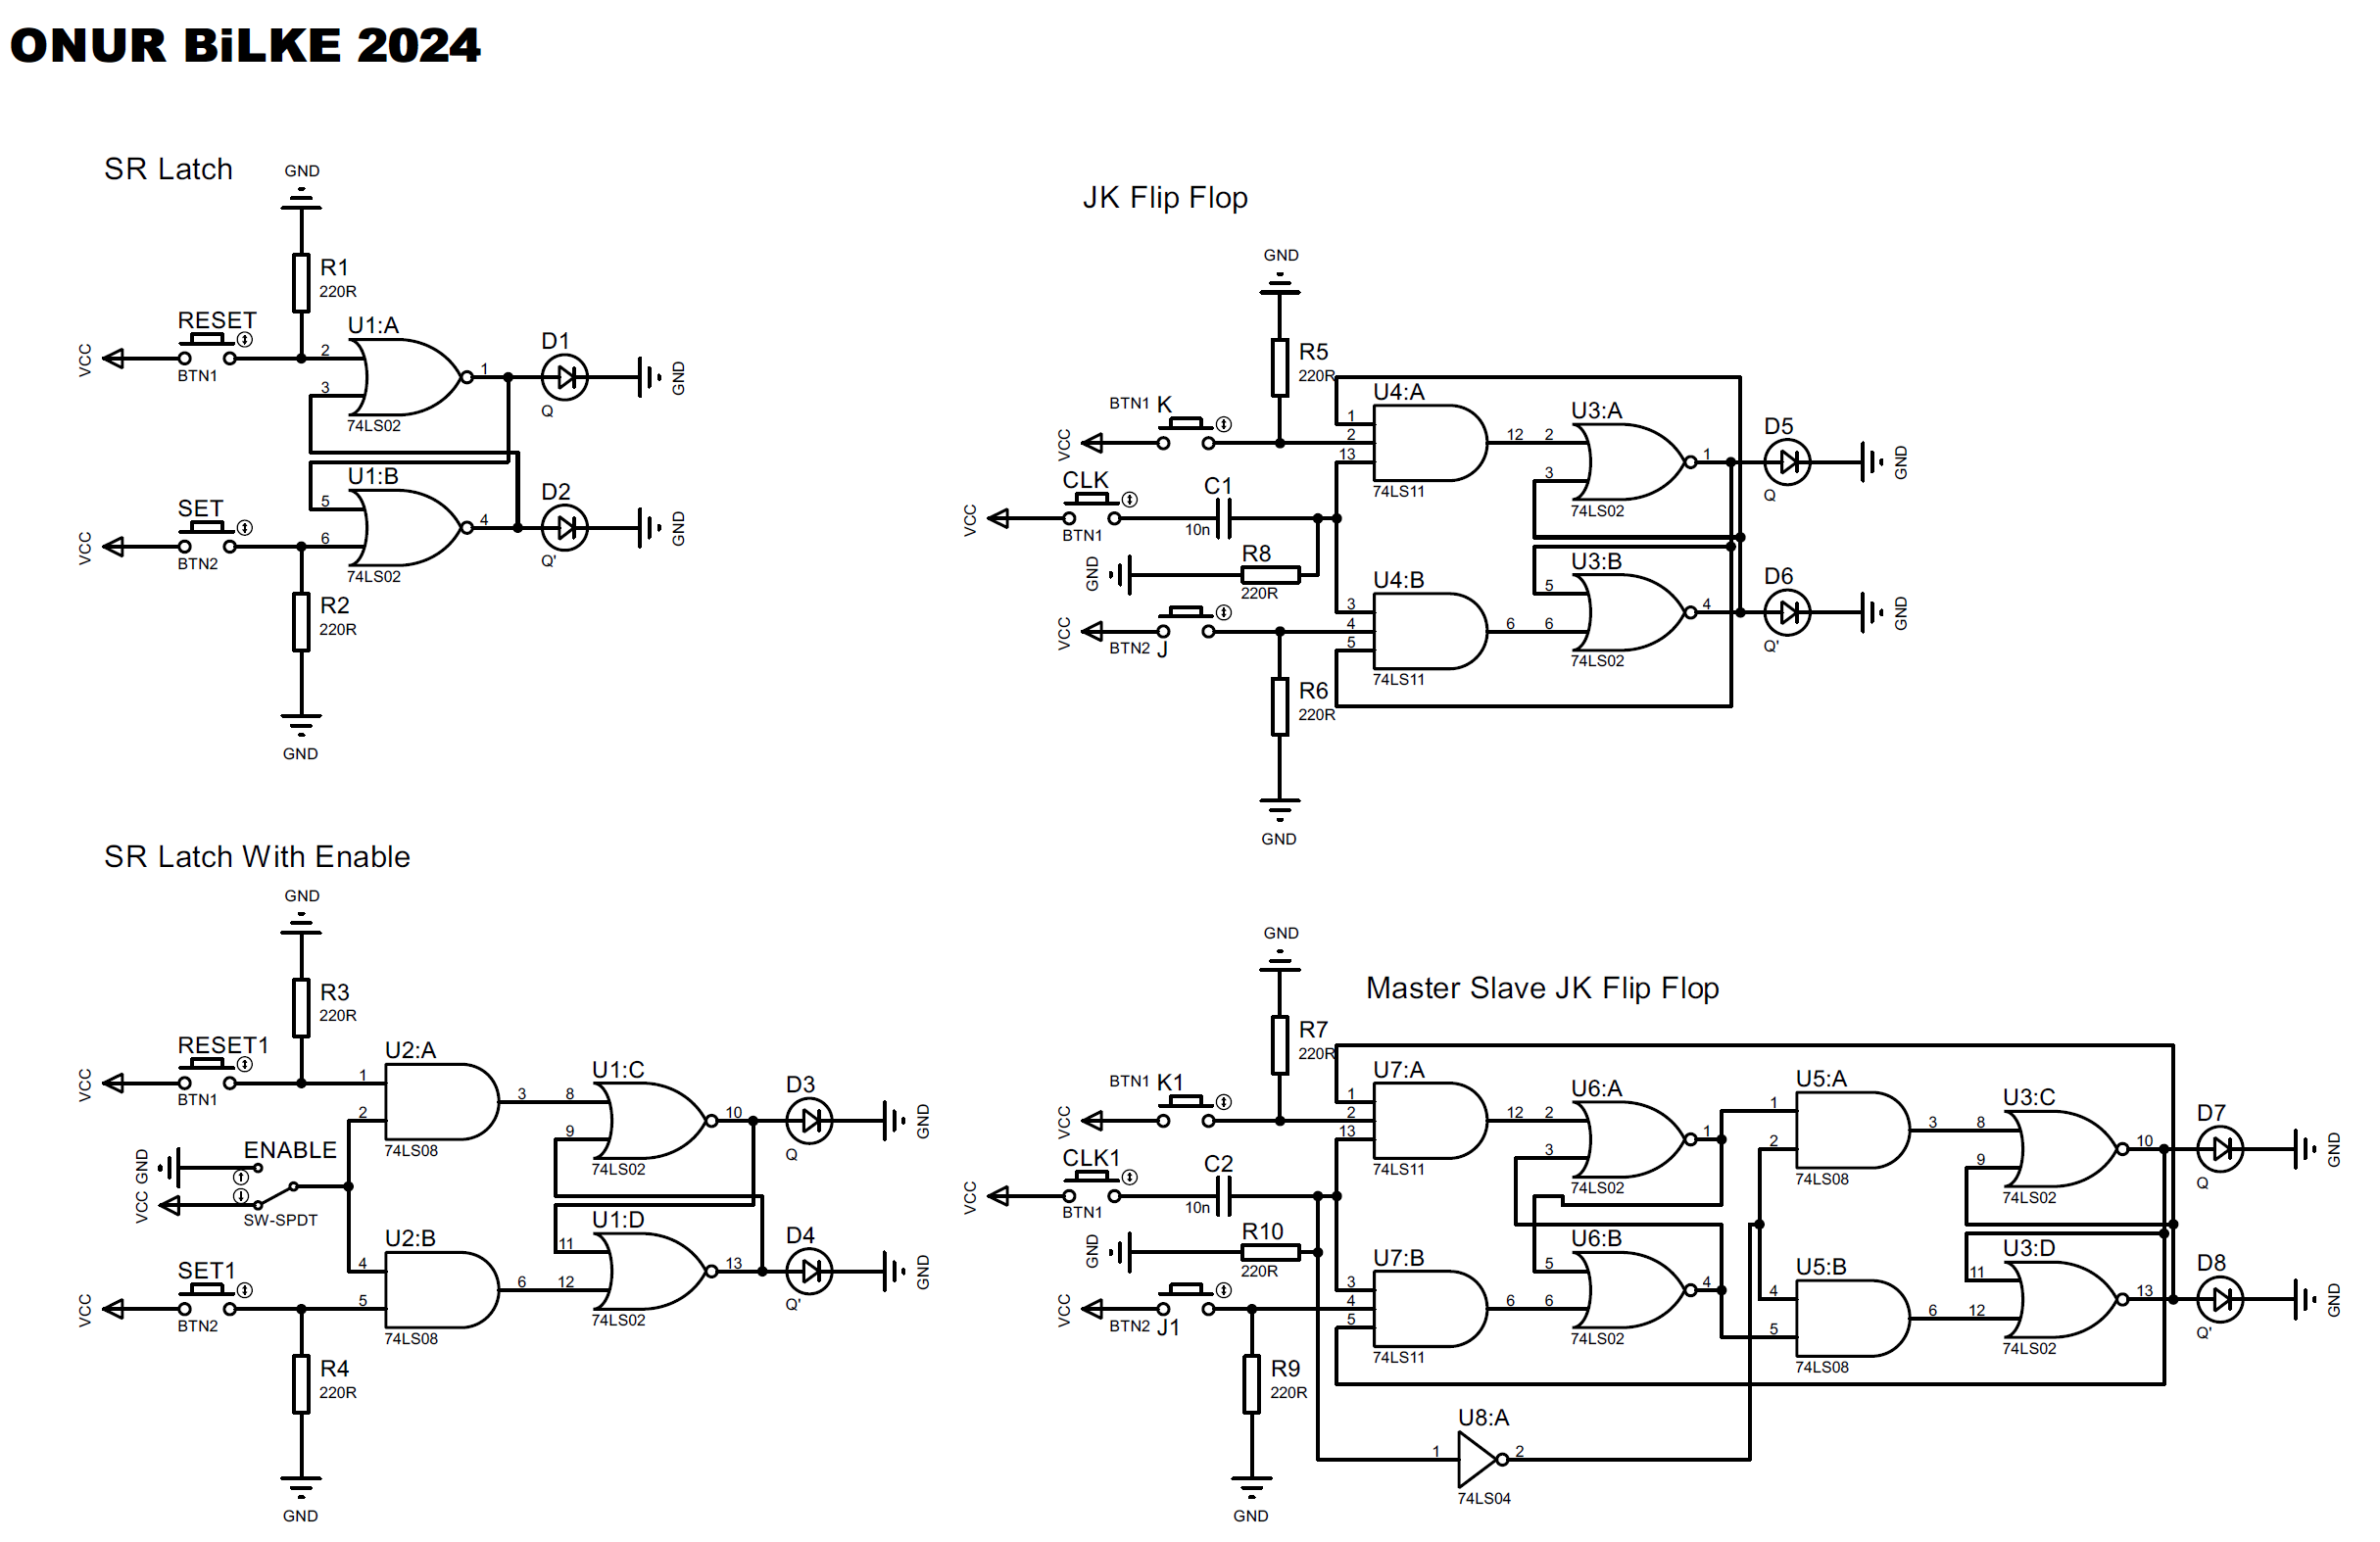 ONUR BiLKE 2024
SR Latch
GND
R1
220R
RESET
BTN1
VCC
U1:A
2
3
1
74LS02
D1
Q
GND
SET
BTN2
VCC
U1:B
5
6
4
74LS02
D2
Q'
GND
R2
220R
GND
JK Flip Flop
GND
R5
220R
BTN1 K
VCC
CLK
BTN1
VCC
C1
10n
R8
220R
GND
VCC
BTN2 J
R6
220R
GND
U4:A
1
2
13
12
74LS11
U4:B
3
4
5
6
74LS11
U3:A
2
3
1
74LS02
U3:B
5
6
4
74LS02
D5
Q
GND
D6
Q'
GND
SR Latch With Enable
GND
R3
220R
RESET1
BTN1
VCC
ENABLE
SW-SPDT
GND
VCC
SET1
BTN2
VCC
R4
220R
GND
U2:A
1
2
3
74LS08
U2:B
4
5
6
74LS08
U1:C
8
9
10
74LS02
U1:D
11
12
13
74LS02
D3
Q
GND
D4
Q'
GND
Master Slave JK Flip Flop
GND
R7
220R
BTN1 K1
VCC
CLK1
BTN1
VCC
C2
10n
R10
220R
GND
VCC
BTN2 J1
R9
220R
GND
U7:A
1
2
13
12
74LS11
U7:B
3
4
5
6
74LS11
U6:A
2
3
1
74LS02
U6:B
5
6
4
74LS02
U5:A
1
2
3
74LS08
U5:B
4
5
6
74LS08
U3:C
8
9
10
74LS02
U3:D
11
12
13
74LS02
D7
Q
GND
D8
Q'
GND
U8:A
1
2
74LS04